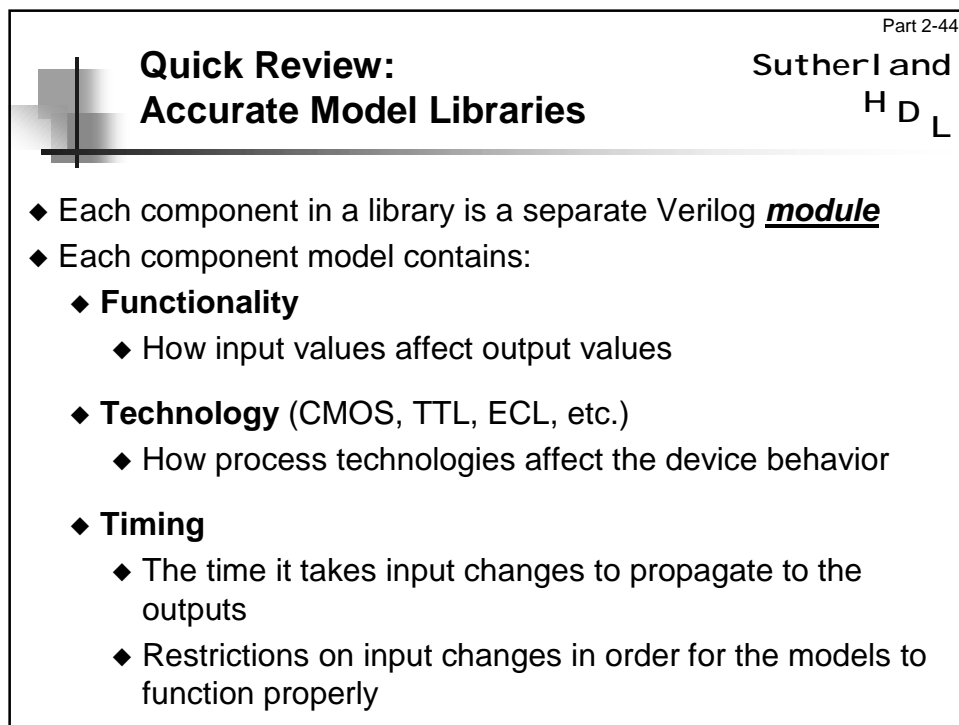 Part 2-44
Quick Review:
Accurate Model Libraries
Sutherland
H D L
◆ Each component in a library is a separate Verilog module
◆ Each component model contains:
◆ Functionality
◆ How input values affect output values
◆ Technology (CMOS, TTL, ECL, etc.)
◆ How process technologies affect the device behavior
◆ Timing
◆ The time it takes input changes to propagate to the
outputs
◆ Restrictions on input changes in order for the models to
function properly